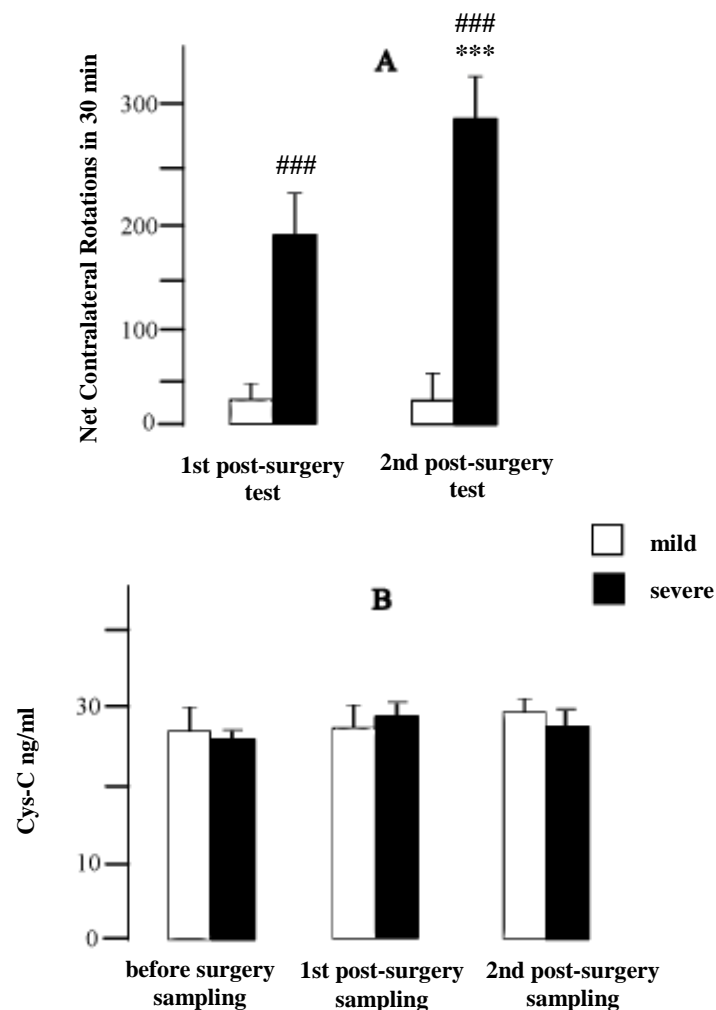 ###
***
A
Net Contralateral Rotations in 30 min
300
###
200
100
0
1st post-surgery
test
2nd post-surgery
test
mild
severe
B
Cys-C ng/ml
30
10
0
before surgery
sampling
1st post-surgery
sampling
2nd post-surgery
sampling